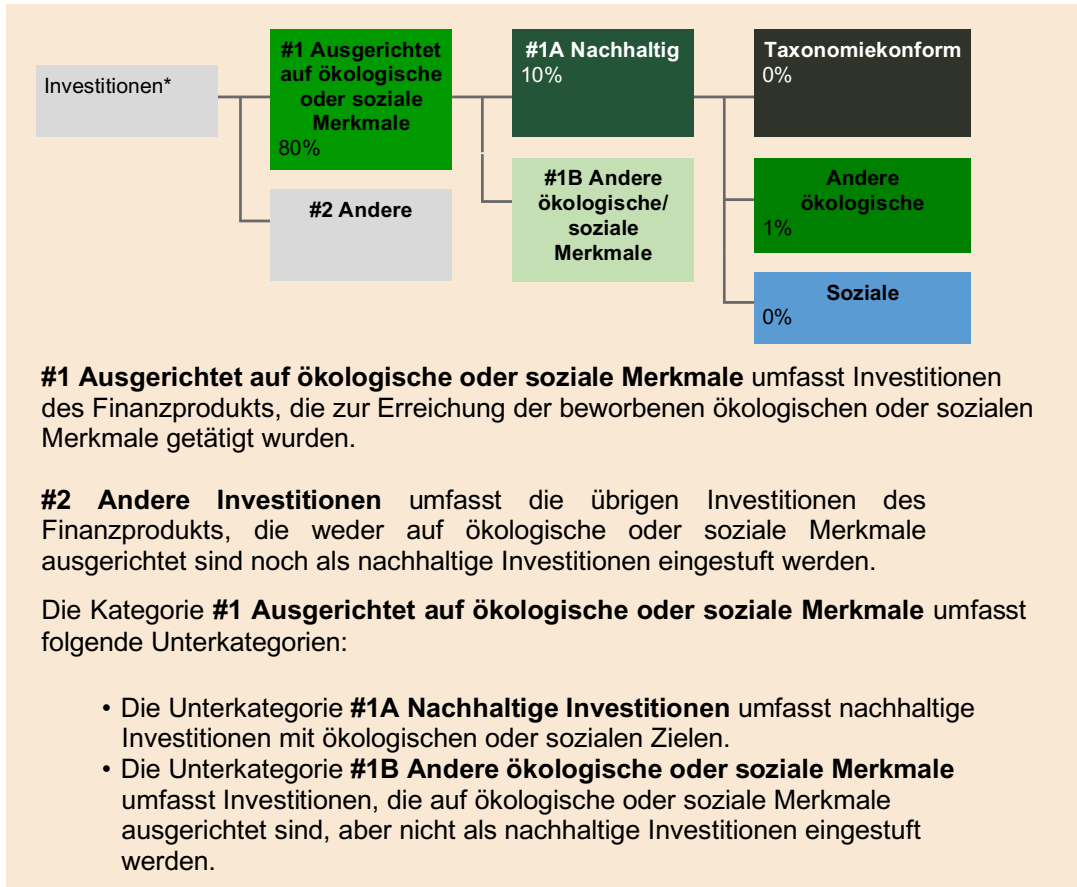 Investitionen*
#1 Ausgerichtet
auf ökologische
oder soziale
Merkmale
80%
#2 Andere
#1A Nachhaltig
10%
#1B Andere
ökologische/
soziale
Merkmale
Taxonomiekonform
0%
Andere
ökologische
1%
Soziale
0%
#1 Ausgerichtet auf ökologische oder soziale Merkmale umfasst Investitionen
des Finanzprodukts, die zur Erreichung der beworbenen ökologischen oder sozialen
Merkmale getätigt wurden.
#2 Andere Investitionen umfasst die übrigen Investitionen des
Finanzprodukts, die weder auf ökologische oder soziale Merkmale
ausgerichtet sind noch als nachhaltige Investitionen eingestuft werden.
Die Kategorie #1 Ausgerichtet auf ökologische oder soziale Merkmale umfasst
folgende Unterkategorien:
• Die Unterkategorie #1A Nachhaltige Investitionen umfasst nachhaltige
Investitionen mit ökologischen oder sozialen Zielen.
• Die Unterkategorie #1B Andere ökologische oder soziale Merkmale
umfasst Investitionen, die auf ökologische oder soziale Merkmale
ausgerichtet sind, aber nicht als nachhaltige Investitionen eingestuft
werden.